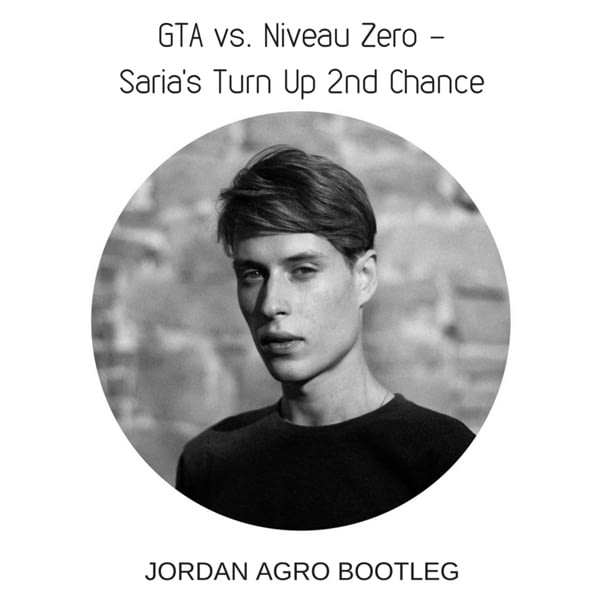 GTA vs. Niveau Zero –
Saria's Turn Up 2nd Chance
JORDAN AGRO BOOTLEG